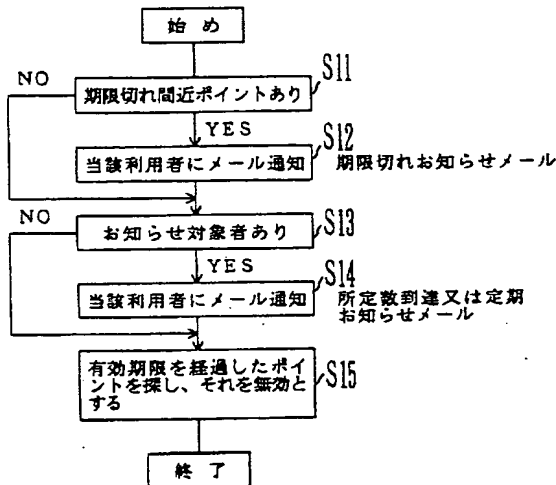 始め
S11
NO
期限切れ間近ポイントあり
YES
S12
当該利用者にメール通知
期限切れお知らせメール
NO
S13
お知らせ対象者あり
YES
S14
当該利用者にメール通知
所定数到達又は定期
お知らせメール
有効期限を経過したポイ
ントを探し、それを無効と
する
S15
終了